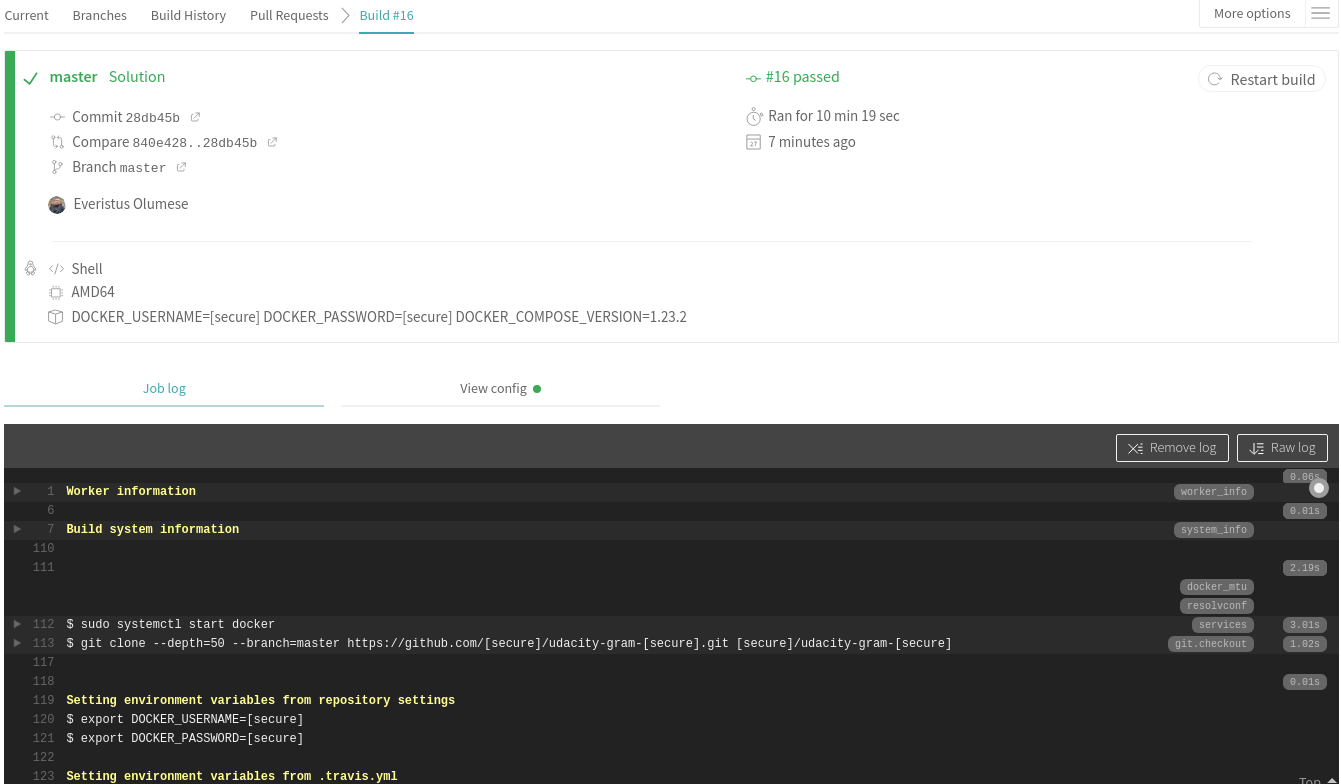 Current Branches Build History Pull Requests Build #16 More options
master Solution
#16 passed
Restart build
Commit 28db45b
Compare 840e428..28db45b
Branch master
Ran for 10 min 19 sec
27 7 minutes ago
Everistus Olumese
</> Shell
AMD64
DOCKER_USERNAME=[secure] DOCKER_PASSWORD=[secure] DOCKER_COMPOSE_VERSION=1.23.2
Job log View config
Remove log Raw log
0.06s
1 Worker information worker_info
6 0.01s
7 Build system information system_info
110
111 2.19s
docker_mtu
resolvconf
112 $ sudo systemctl start docker services 3.01s
113 $ git clone --depth=50 --branch=master https://github.com/[secure]/udacity-gram-[secure].git [secure]/udacity-gram-[secure] git.checkout 1.02s
117
118 0.01s
119 Setting environment variables from repository settings
120 $ export DOCKER_USERNAME=[secure]
121 $ export DOCKER_PASSWORD=[secure]
122
123 Setting environment variables from .travis.yml
Top